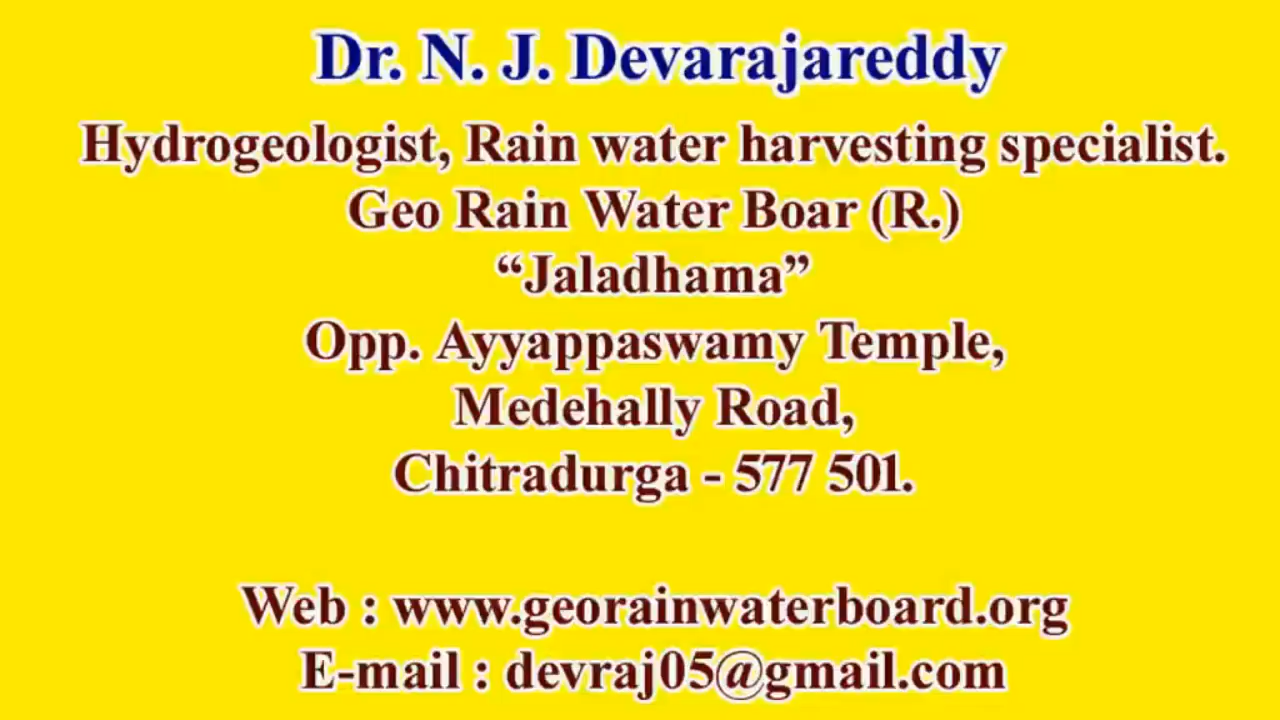 Dr. N. J. Devarajareddy
Hydrogeologist, Rain water harvesting specialist.
Geo Rain Water Boar (R.)
“Jaladhama”
Opp. Ayyappaswamy Temple,
Medehally Road,
Chitradurga - 577 501.
Web : www.georainwaterboard.org
E-mail : devraj05@gmail.com